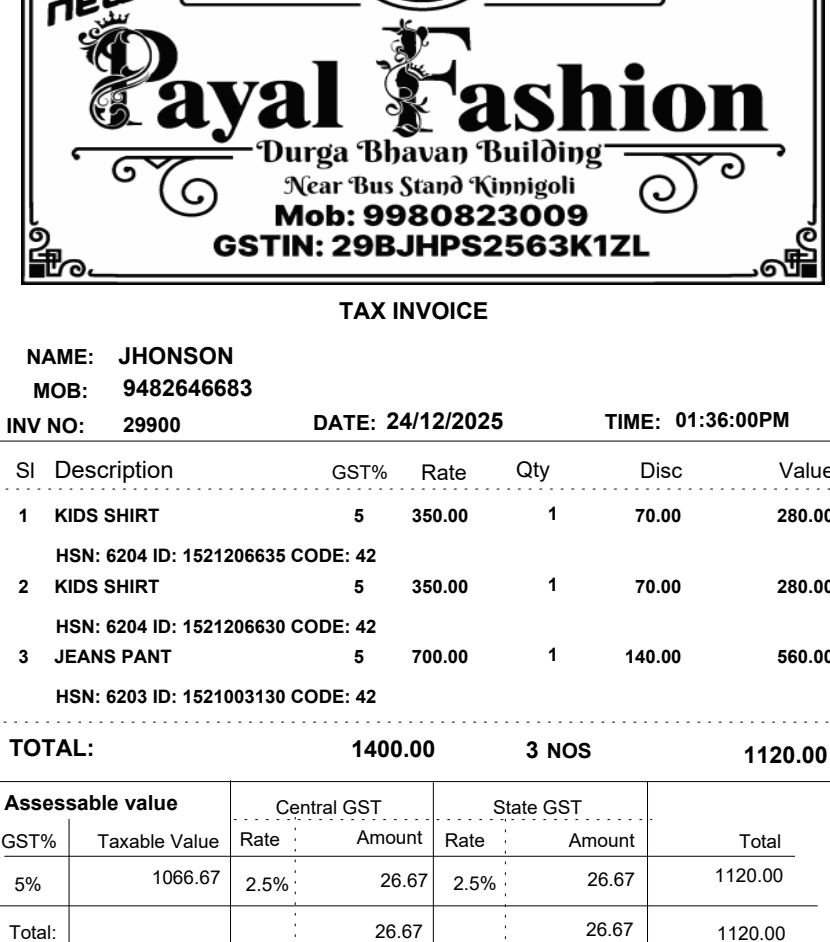 new
Payal Fashion
Durga Bhavan Building
Near Bus Stand Kinnigoli
Mob: 9980823009
GSTIN: 29BJHPS2563K1ZL
TAX INVOICE
NAME: JHONSON
MOB: 9482646683
INV NO: 29900 DATE: 24/12/2025 TIME: 01:36:00PM
Sl Description GST% Rate Qty Disc Value
1 KIDS SHIRT 5 350.00 1 70.00 280.00
HSN: 6204 ID: 1521206635 CODE: 42
2 KIDS SHIRT 5 350.00 1 70.00 280.00
HSN: 6204 ID: 1521206630 CODE: 42
3 JEANS PANT 5 700.00 1 140.00 560.00
HSN: 6203 ID: 1521003130 CODE: 42
TOTAL: 1400.00 3 NOS 1120.00
Assessable value Central GST State GST
GST% Taxable Value Rate Amount Rate Amount Total
5% 1066.67 2.5% 26.67 2.5% 26.67 1120.00
Total: 26.67 26.67 1120.00